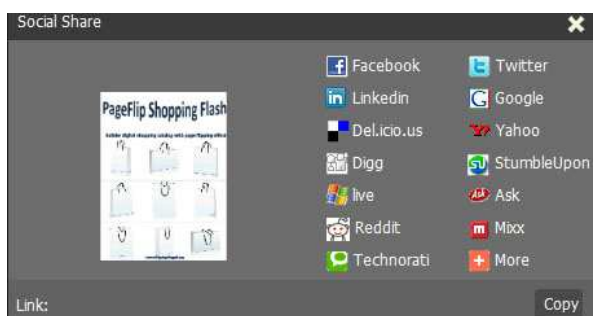 Social Share
PageFlip Shopping Flash
Facebook
Twitter
Linkedin
Google
Del.icio.us
Yahoo
Digg
StumbleUpon
live
Ask
Reddit
Mixx
Technorati
More
Link:
Copy